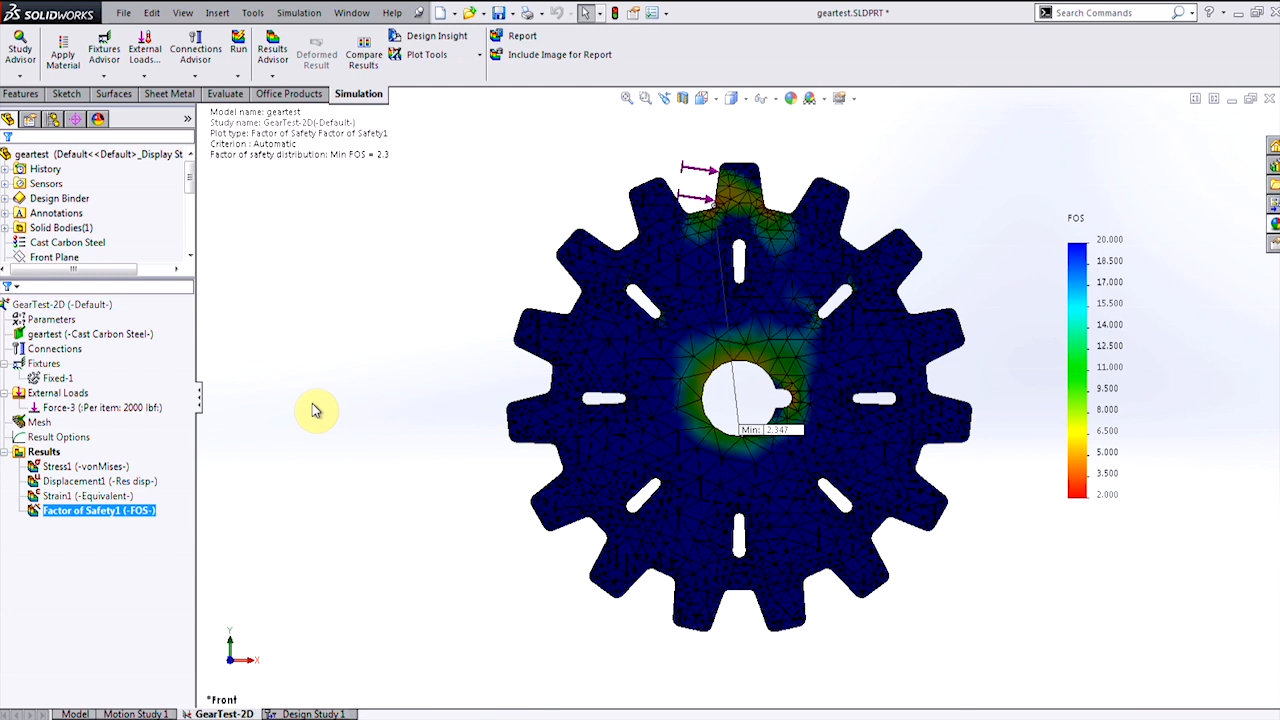 SOLIDWORKS File Edit View Insert Tools Simulation Window Help geartest.SLDPRT * Search Commands
Study Advisor
Apply Material
Fixtures Advisor
External Loads...
Connections Advisor
Run
Results Advisor
Deformed Result
Compare Results
Design Insight
Plot Tools
Report
Include Image for Report
Features Sketch Surfaces Sheet Metal Evaluate Office Products Simulation
geartest (Default<<Default>_Display St
History
Sensors
Design Binder
Annotations
Solid Bodies(1)
Cast Carbon Steel
Front Plane
GearTest-2D (-Default-)
Parameters
geartest (-Cast Carbon Steel-)
Connections
Fixtures
Fixed-1
External Loads
Force-3 (:Per item: 2000 lbf:)
Mesh
Result Options
Results
Stress1 (-vonMises-)
Displacement1 (-Res disp-)
Strain1 (-Equivalent-)
Factor of Safety1 (-FOS-)
Model name: geartest
Study name: GearTest-2D(-Default-)
Plot type: Factor of Safety Factor of Safety1
Criterion : Automatic
Factor of safety distribution: Min FOS = 2.3
Min: 2.347
FOS
20.000
18.500
17.000
15.500
14.000
12.500
11.000
9.500
8.000
6.500
5.000
3.500
2.000
Y
X
*Front
Model Motion Study 1 GearTest-2D Design Study 1